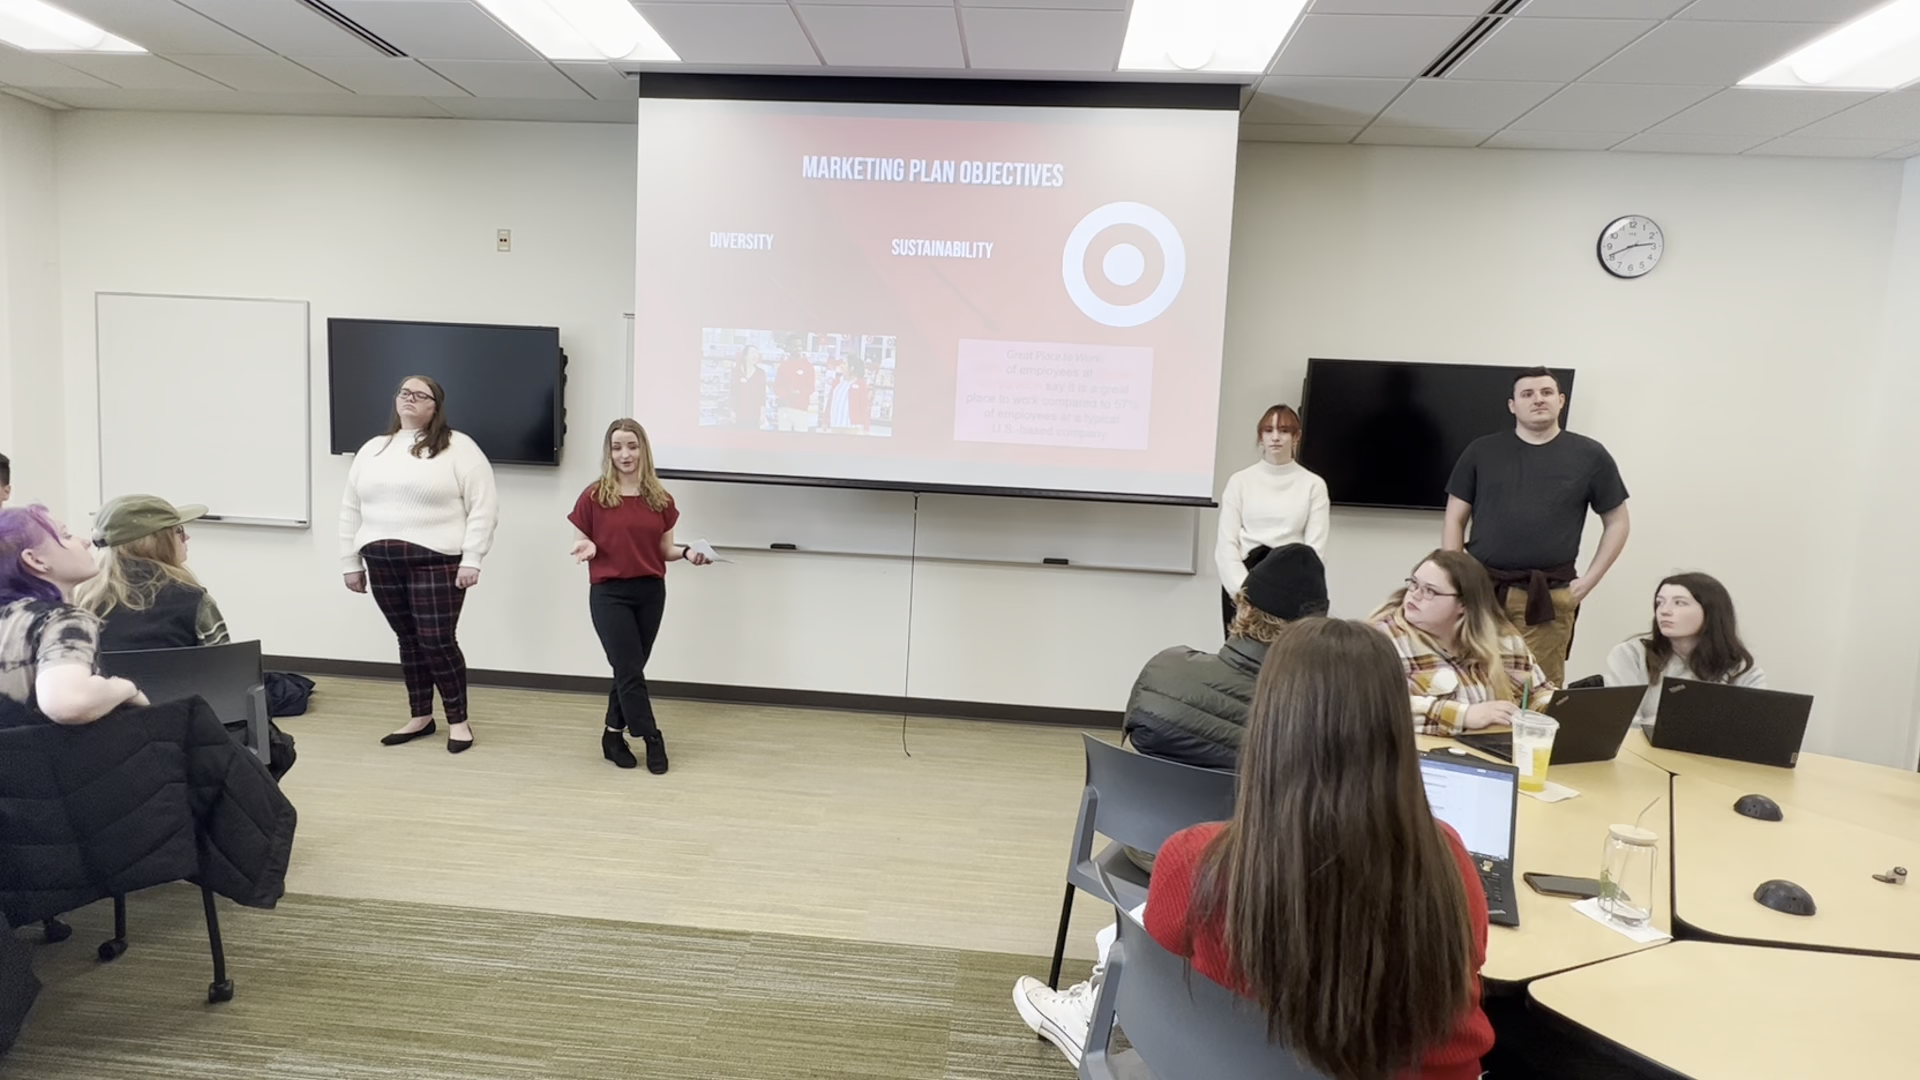 MARKETING PLAN OBJECTIVES
DIVERSITY
SUSTAINABILITY
Great Place to Work
of employees at
say it is a great
place to work compared to 57%
of employees at a typical
U.S.-based company.